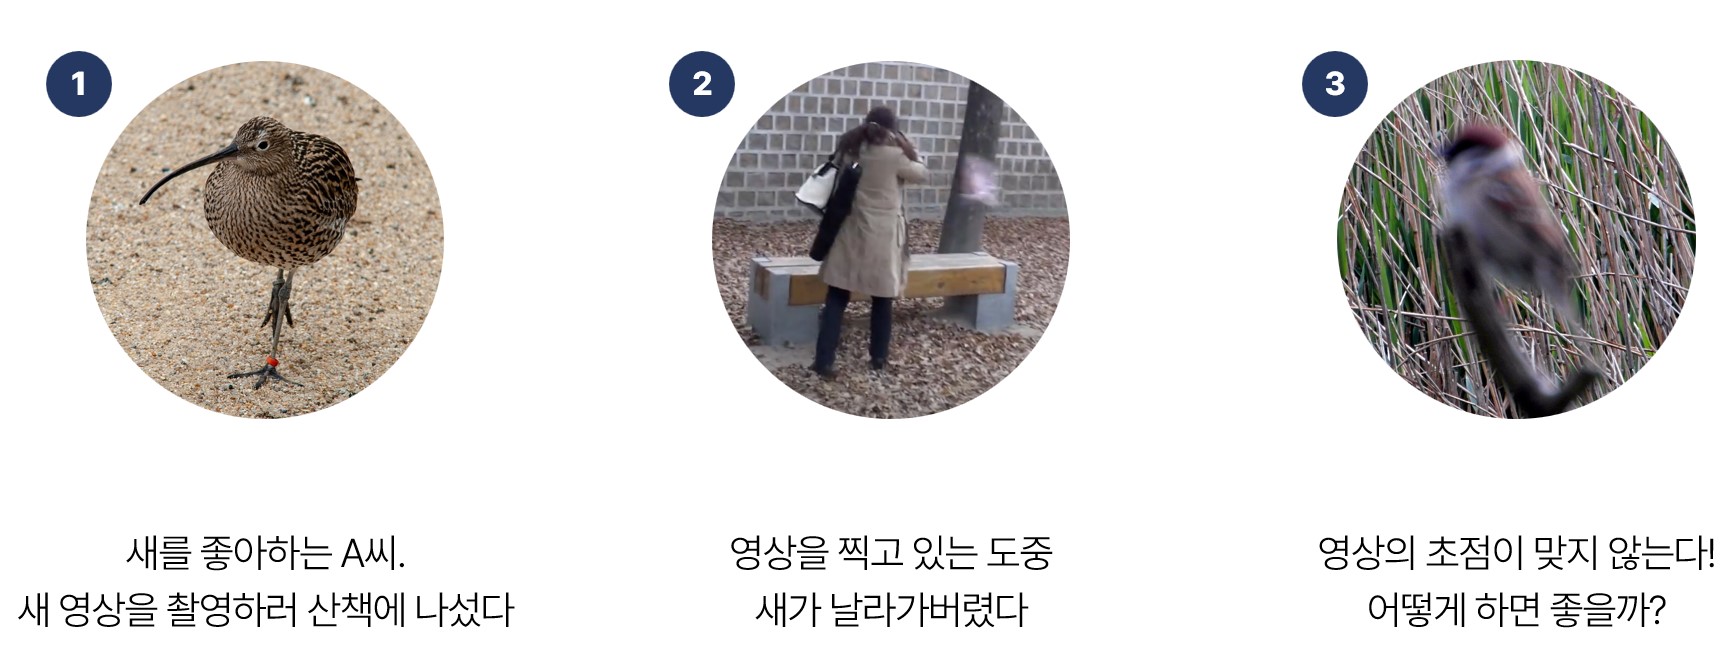 1
새를 좋아하는 A씨.
새 영상을 촬영하러 산책에 나섰다
2
영상을 찍고 있는 도중
새가 날라가버렸다
3
영상의 초점이 맞지 않는다!
어떻게 하면 좋을까?